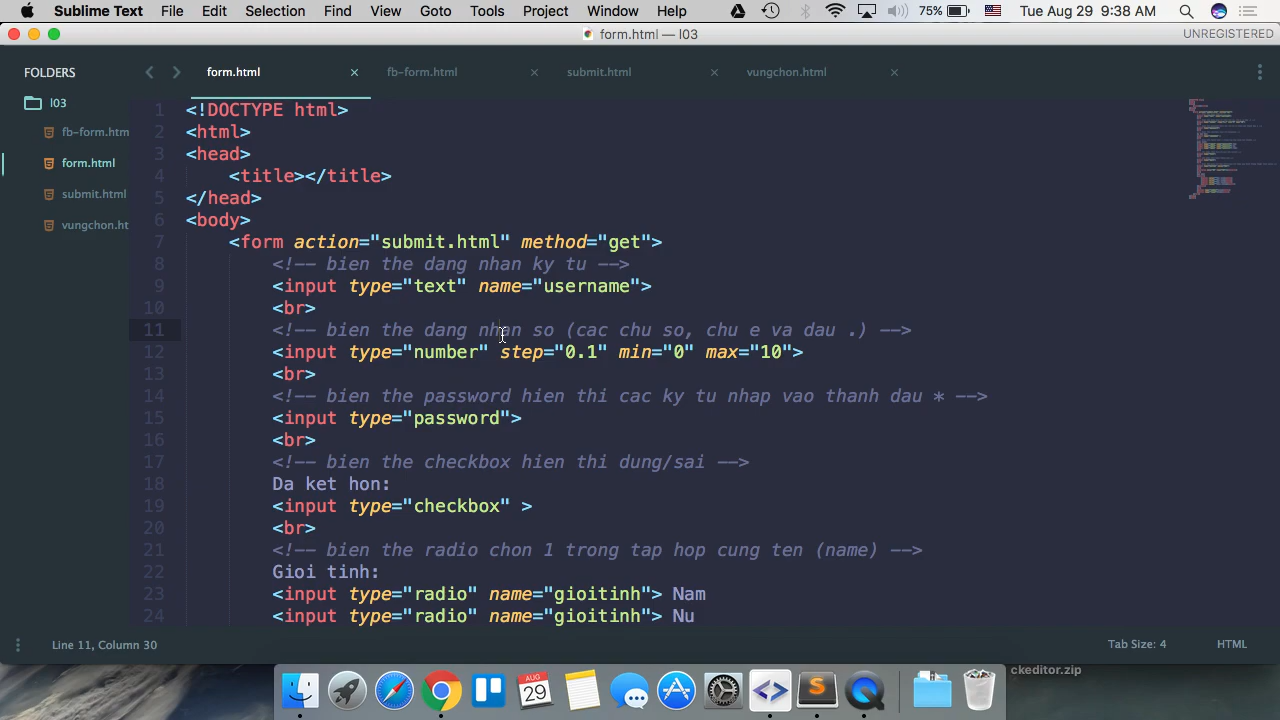 Sublime Text File Edit Selection Find View Goto Tools Project Window Help 75% Tue Aug 29 9:38 AM
form.html — l03 UNREGISTERED
FOLDERS form.html fb-form.html submit.html vungchon.html
l03
fb-form.htm
form.html
submit.html
vungchon.ht
1 <!DOCTYPE html>
2 <html>
3 <head>
4 <title></title>
5 </head>
6 <body>
7 <form action="submit.html" method="get">
8 <!-- bien the dang nhan ky tu -->
9 <input type="text" name="username">
10 <br>
11 <!-- bien the dang nhan so (cac chu so, chu e va dau .) -->
12 <input type="number" step="0.1" min="0" max="10">
13 <br>
14 <!-- bien the password hien thi cac ky tu nhap vao thanh dau * -->
15 <input type="password">
16 <br>
17 <!-- bien the checkbox hien thi dung/sai -->
18 Da ket hon:
19 <input type="checkbox" >
20 <br>
21 <!-- bien the radio chon 1 trong tap hop cung ten (name) -->
22 Gioi tinh:
23 <input type="radio" name="gioitinh"> Nam
24 <input type="radio" name="gioitinh"> Nu
Line 11, Column 30 Tab Size: 4 HTML
ckeditor.zip
AUG
29